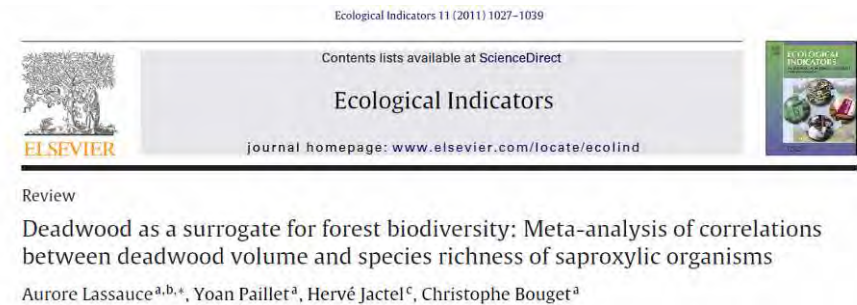 Ecological Indicators 11 (2011) 1027–1039
Contents lists available at ScienceDirect
Ecological Indicators
journal homepage: www.elsevier.com/locate/ecolind
ELSEVIER
ECOLOGICAL
INDICATORS
Review
Deadwood as a surrogate for forest biodiversity: Meta-analysis of correlations
between deadwood volume and species richness of saproxylic organisms
Aurore Lassauce a,b,*, Yoan Paillet a, Hervé Jactel c, Christophe Bouget a